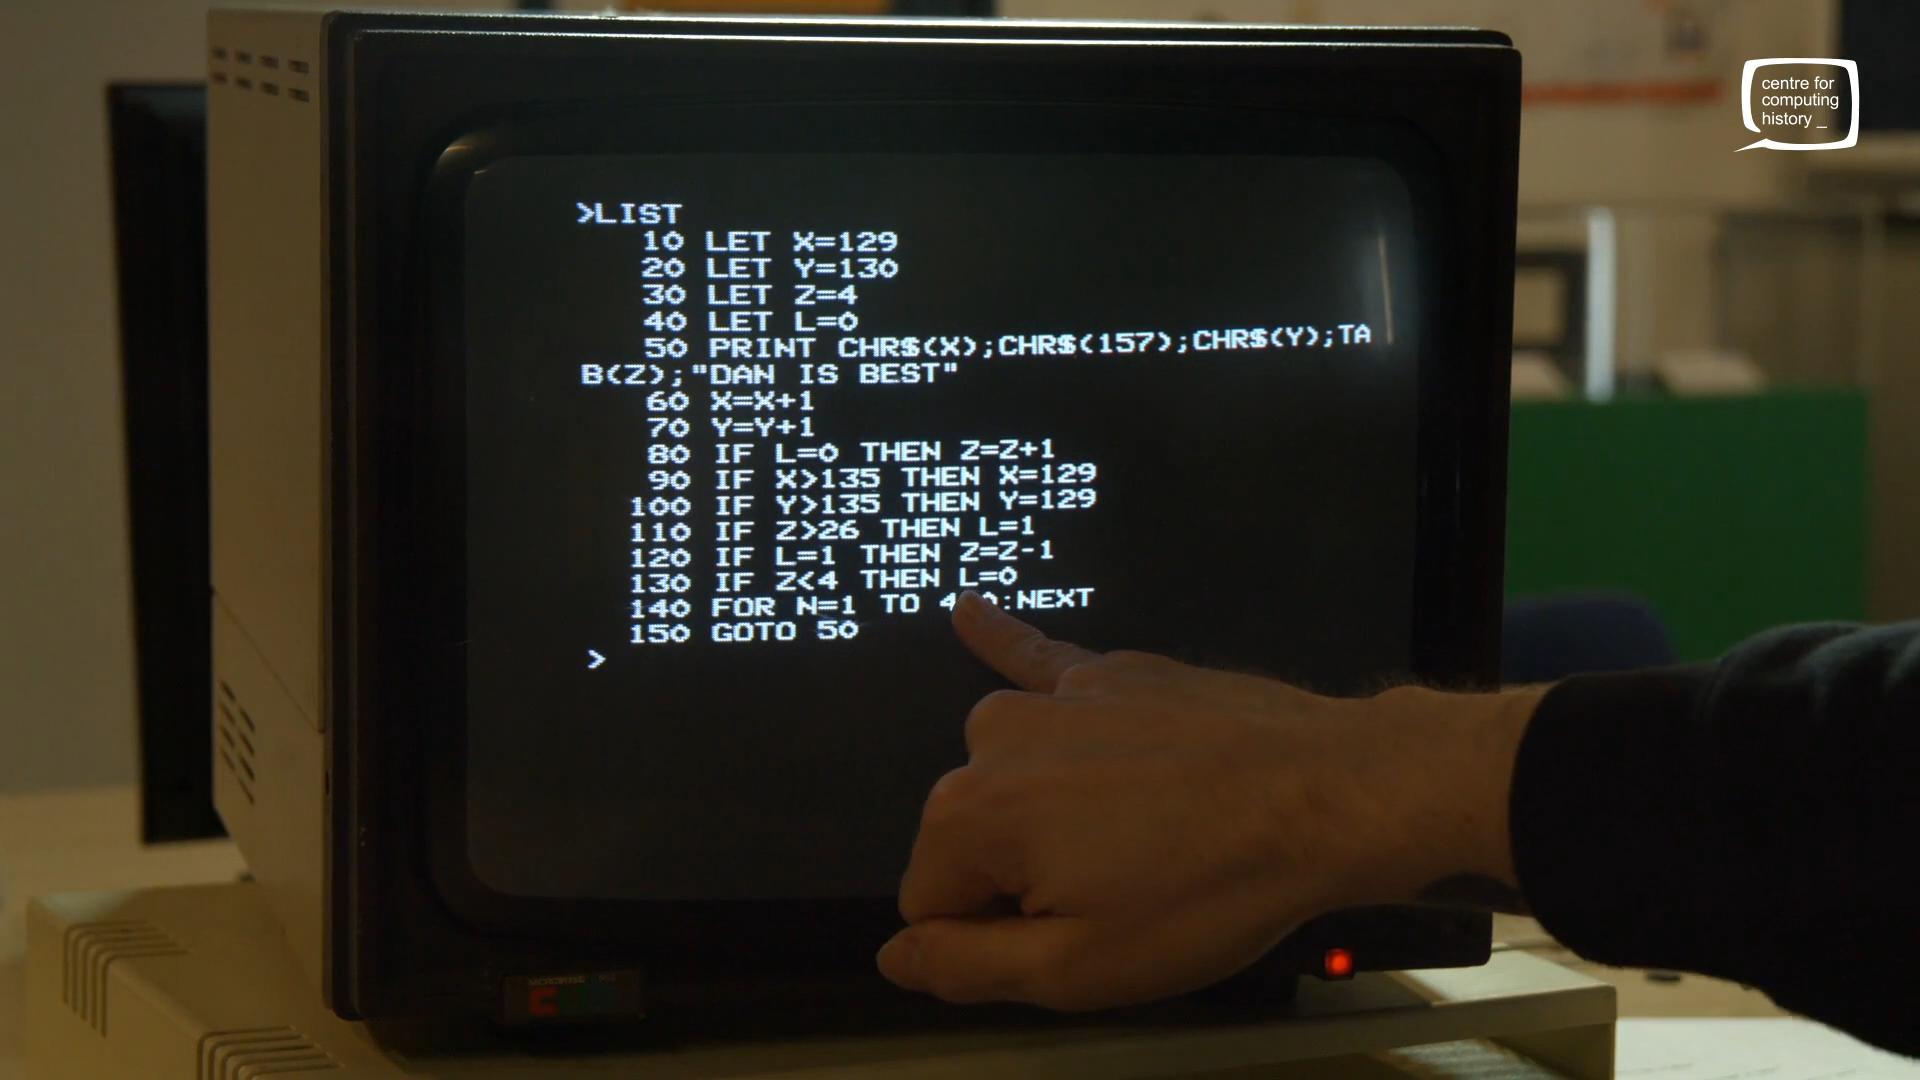 centre for
computing
history _
>LIST
10 LET X=129
20 LET Y=130
30 LET Z=4
40 LET L=0
50 PRINT CHR$(X);CHR$(157);CHR$(Y);TA
B(Z);"DAN IS BEST"
60 X=X+1
70 Y=Y+1
80 IF L=0 THEN Z=Z+1
90 IF X>135 THEN X=129
100 IF Y>135 THEN Y=129
110 IF Z>26 THEN L=1
120 IF L=1 THEN Z=Z-1
130 IF Z<4 THEN L=0
140 FOR N=1 TO :NEXT
150 GOTO 50
>